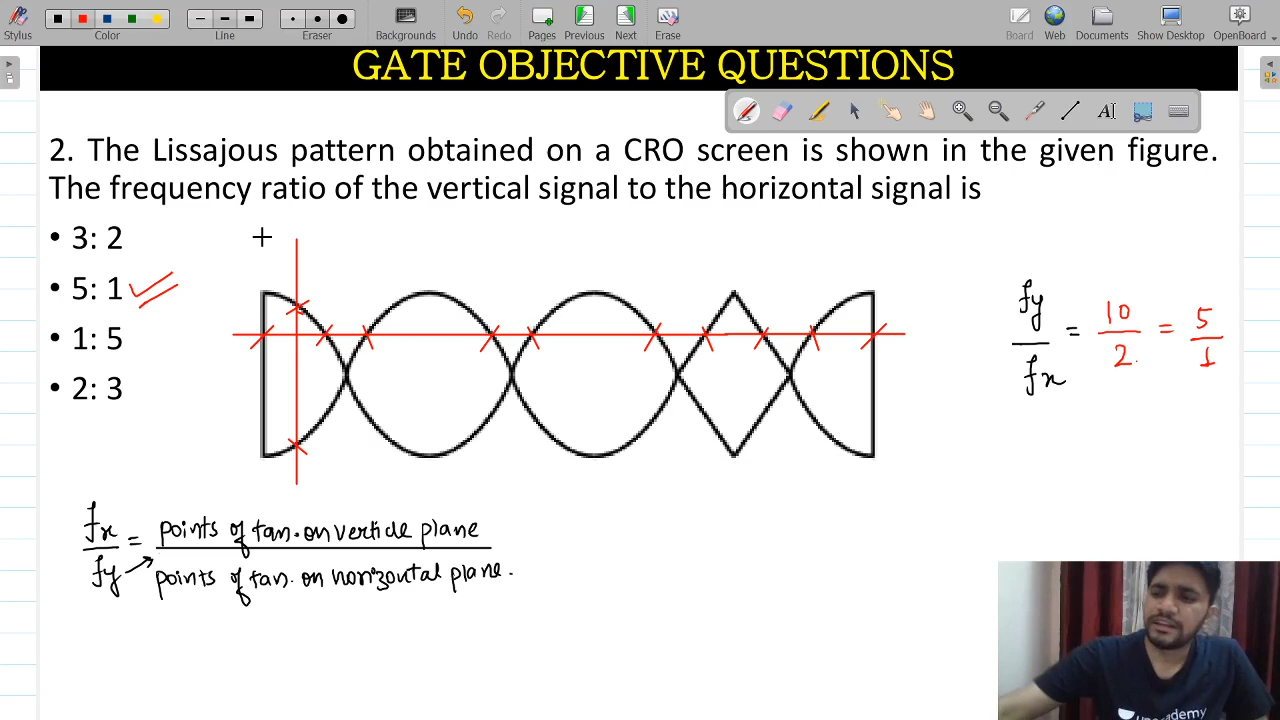 Stylus
Color
Line
Eraser
Backgrounds
Undo
Redo
Pages
Previous
Next
Erase
Board
Web
Documents
Show Desktop
OpenBoard
GATE OBJECTIVE QUESTIONS
2. The Lissajous pattern obtained on a CRO screen is shown in the given figure.
The frequency ratio of the vertical signal to the horizontal signal is
• 3: 2
• 5: 1
• 1: 5
• 2: 3
fy/fx = 10/2 = 5/1
fx/fy = points of tan. on verticle plane / points of tan. on horizontal plane.